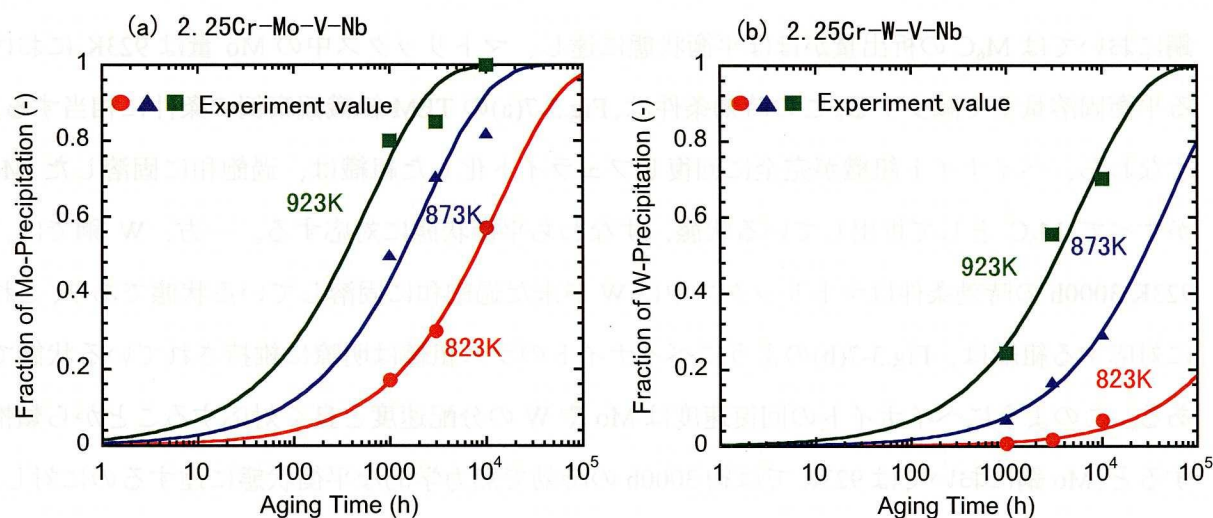 (a) 2.25Cr-Mo-V-Nb
Fraction of Mo-Precipitation (-)
1
0.8
0.6
0.4
0.2
0
Experiment value
923K
873K
823K
1
10
100
1000
10⁴
10⁵
Aging Time (h)
(b) 2.25Cr-W-V-Nb
Fraction of W-Precipitation (-)
1
0.8
0.6
0.4
0.2
0
Experiment value
923K
873K
823K
1
10
100
1000
10⁴
10⁵
Aging Time (h)